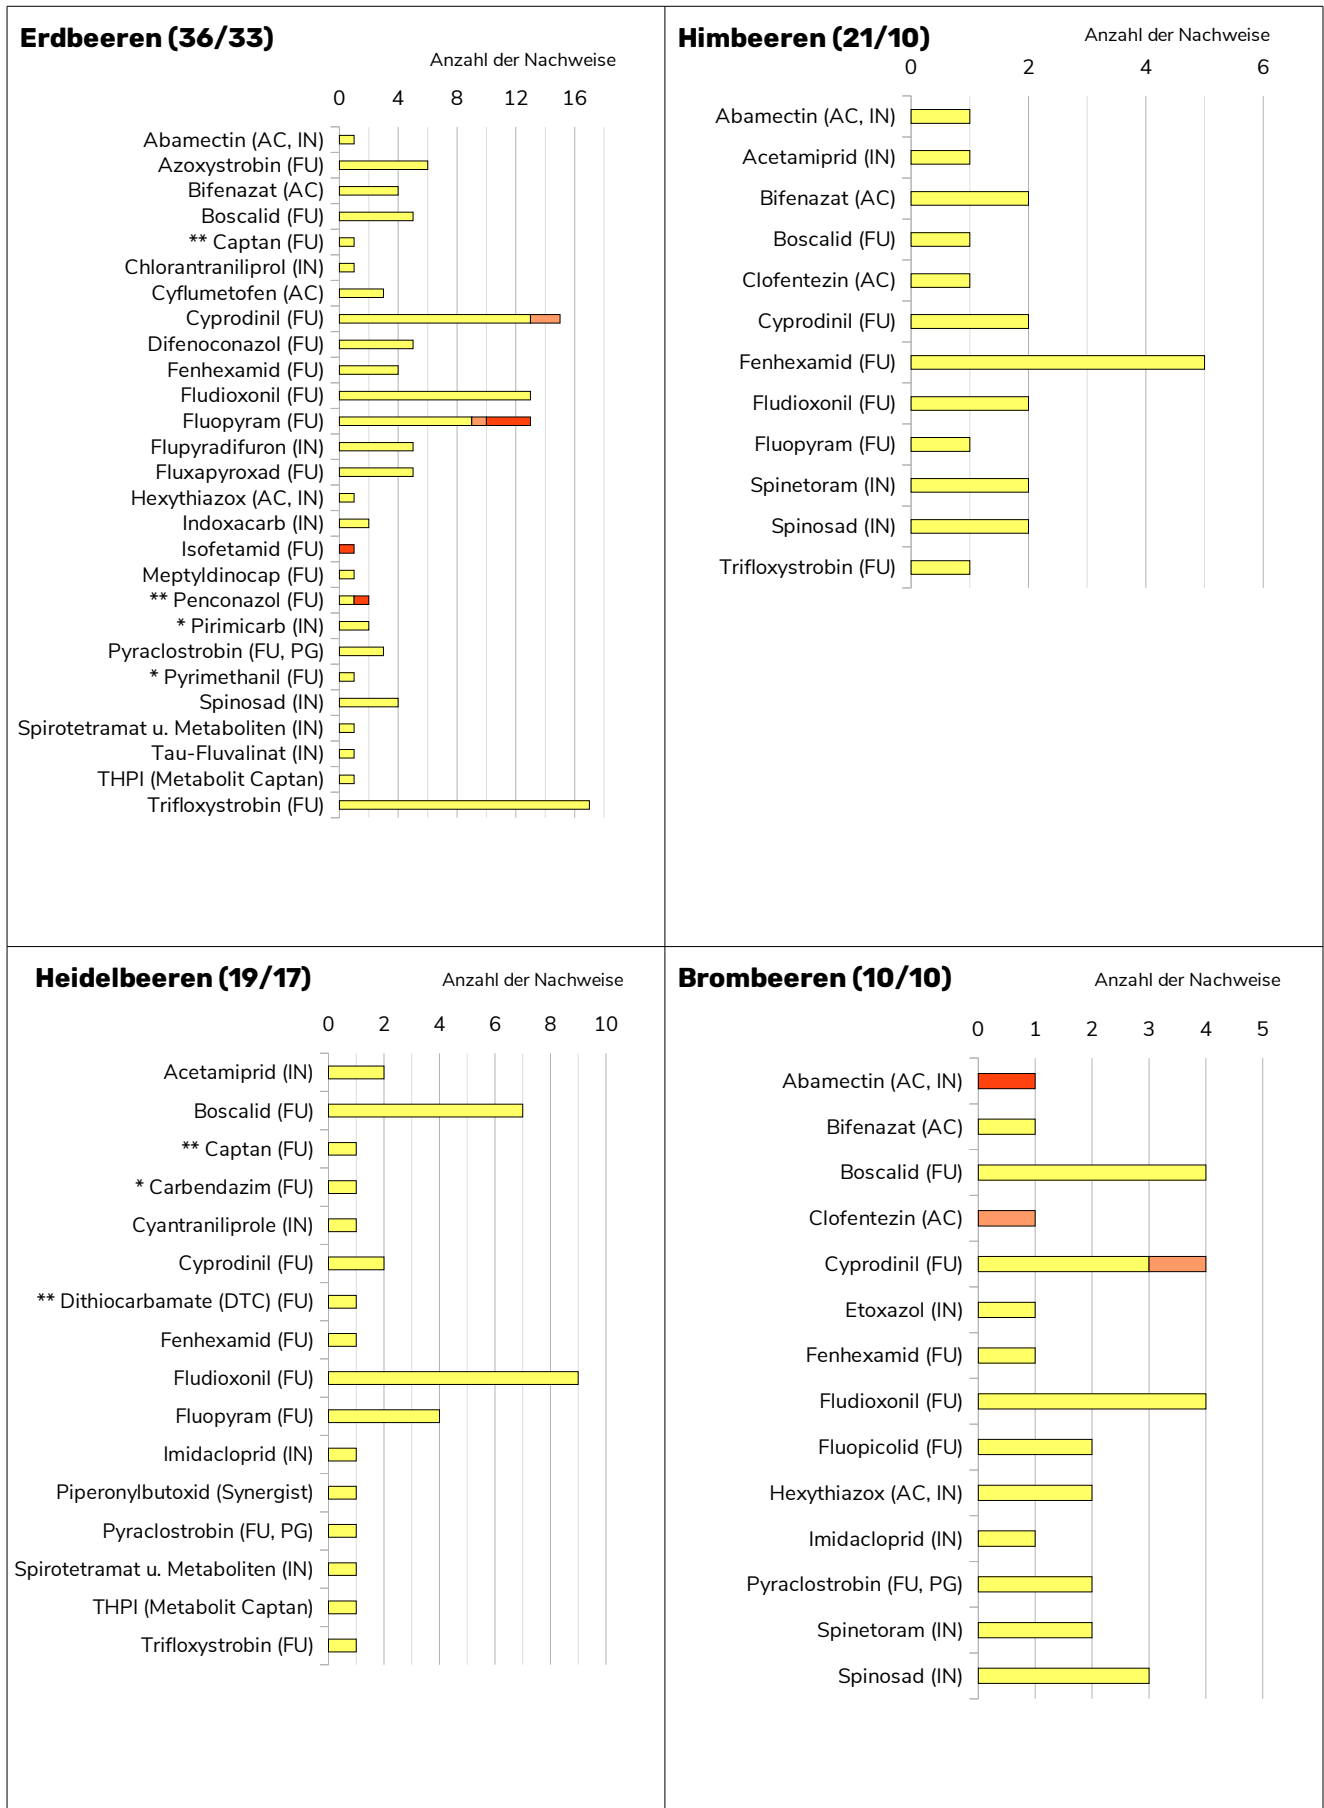 Erdbeeren (36/33)
Anzahl der Nachweise
0 4 8 12 16
Abamectin (AC, IN)
Azoxystrobin (FU)
Bifenazat (AC)
Boscalid (FU)
** Captan (FU)
Chlorantraniliprol (IN)
Cyflumetofen (AC)
Cyprodinil (FU)
Difenoconazol (FU)
Fenhexamid (FU)
Fludioxonil (FU)
Fluopyram (FU)
Flupyradifuron (IN)
Fluxapyroxad (FU)
Hexythiazox (AC, IN)
Indoxacarb (IN)
Isofetamid (FU)
Meptyldinocap (FU)
** Penconazol (FU)
* Pirimicarb (IN)
Pyraclostrobin (FU, PG)
* Pyrimethanil (FU)
Spinosad (IN)
Spirotetramat u. Metaboliten (IN)
Tau-Fluvalinat (IN)
THPI (Metabolit Captan)
Trifloxystrobin (FU)
Himbeeren (21/10)
Anzahl der Nachweise
0 2 4 6
Abamectin (AC, IN)
Acetamiprid (IN)
Bifenazat (AC)
Boscalid (FU)
Clofentezin (AC)
Cyprodinil (FU)
Fenhexamid (FU)
Fludioxonil (FU)
Fluopyram (FU)
Spinetoram (IN)
Spinosad (IN)
Trifloxystrobin (FU)
Heidelbeeren (19/17)
Anzahl der Nachweise
0 2 4 6 8 10
Acetamiprid (IN)
Boscalid (FU)
** Captan (FU)
* Carbendazim (FU)
Cyantraniliprole (IN)
Cyprodinil (FU)
** Dithiocarbamate (DTC) (FU)
Fenhexamid (FU)
Fludioxonil (FU)
Fluopyram (FU)
Imidacloprid (IN)
Piperonylbutoxid (Synergist)
Pyraclostrobin (FU, PG)
Spirotetramat u. Metaboliten (IN)
THPI (Metabolit Captan)
Trifloxystrobin (FU)
Brombeeren (10/10)
Anzahl der Nachweise
0 1 2 3 4 5
Abamectin (AC, IN)
Bifenazat (AC)
Boscalid (FU)
Clofentezin (AC)
Cyprodinil (FU)
Etoxazol (IN)
Fenhexamid (FU)
Fludioxonil (FU)
Fluopicolid (FU)
Hexythiazox (AC, IN)
Imidacloprid (IN)
Pyraclostrobin (FU, PG)
Spinetoram (IN)
Spinosad (IN)